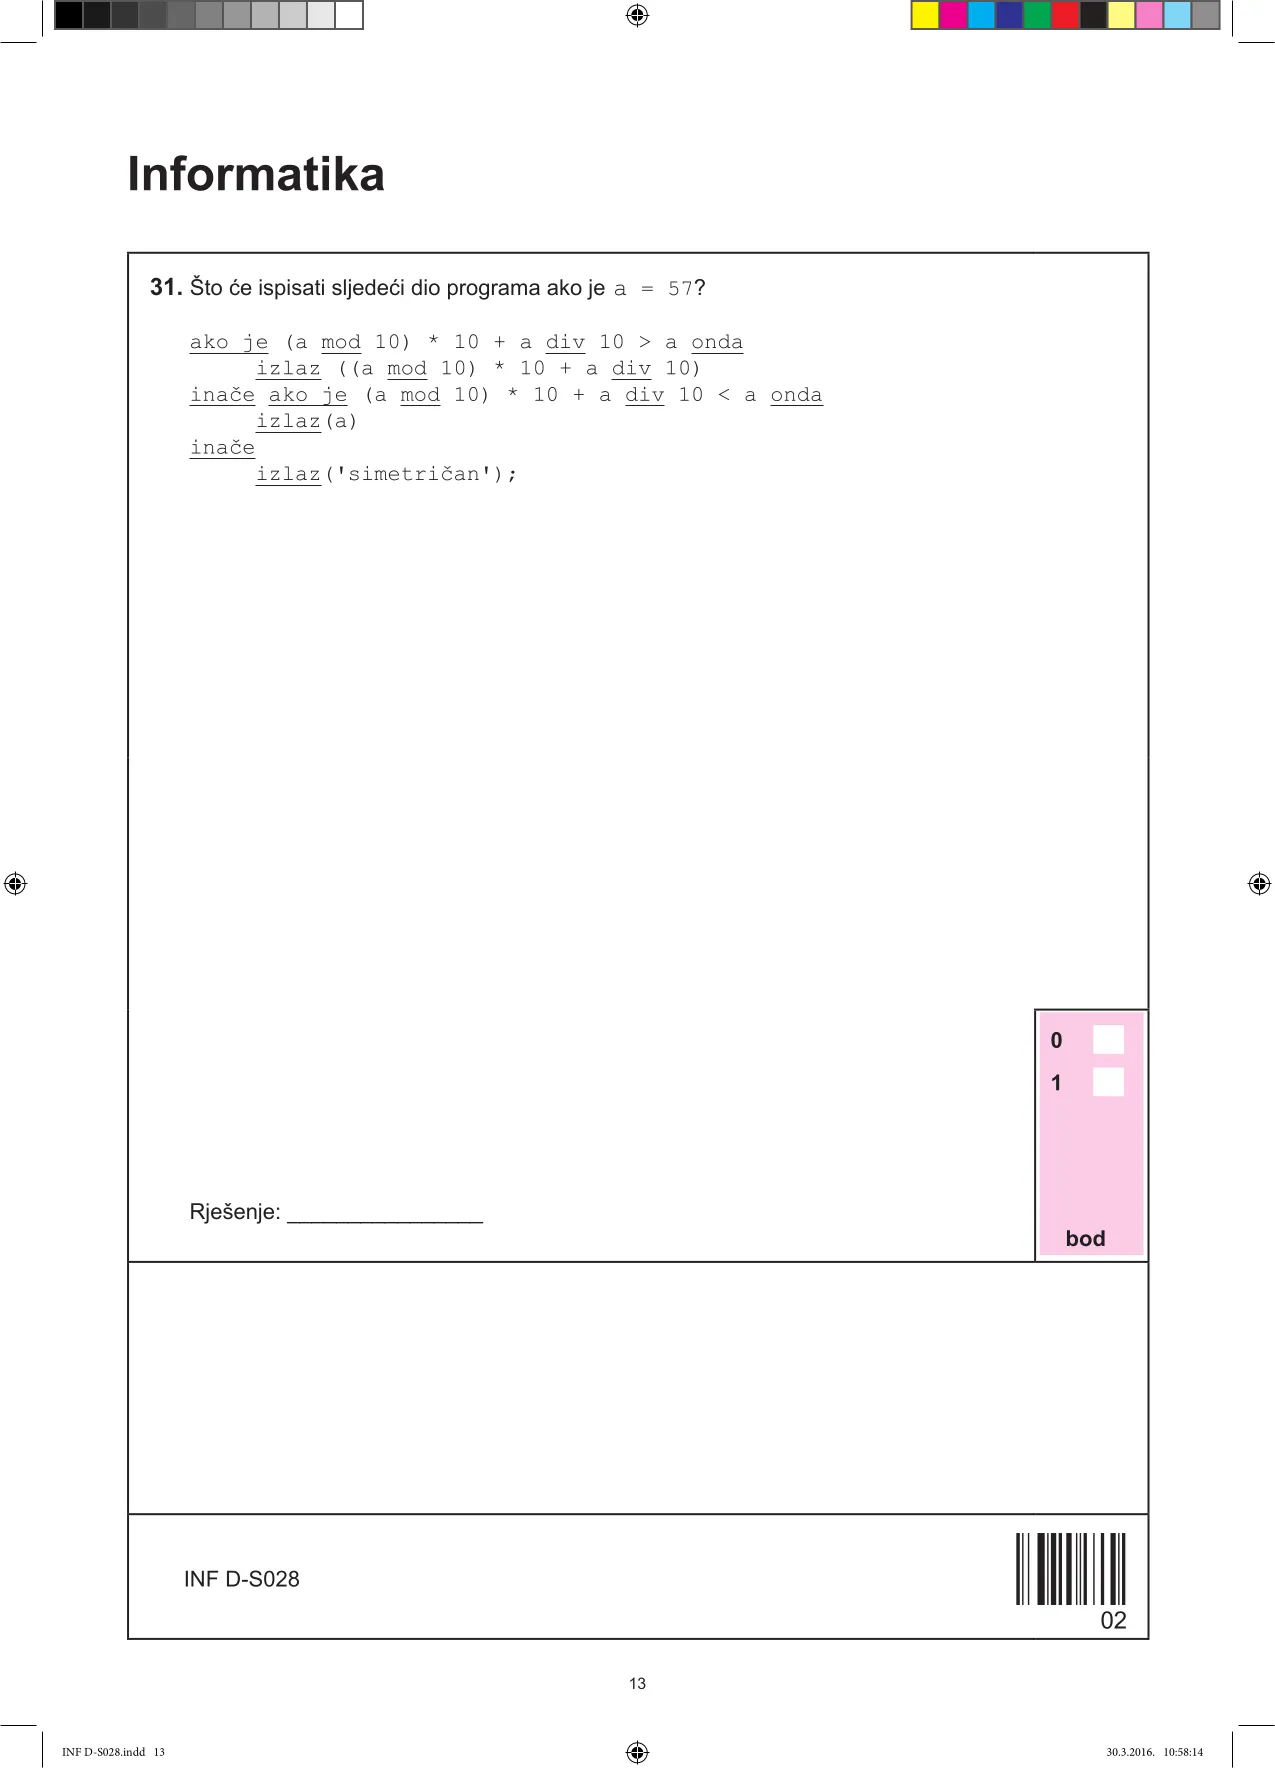 Informatika
31. Što će ispisati sljedeći dio programa ako je a = 57?
ako je (a mod 10) * 10 + a div 10 > a onda
izlaz ((a mod 10) * 10 + a div 10)
inače ako je (a mod 10) * 10 + a div 10 < a onda
izlaz(a)
inače
izlaz('simetričan');
0
1
Rješenje: ________________
bod
INF D-S028
02
13
INF D-S028.indd 13
30.3.2016. 10:58:14